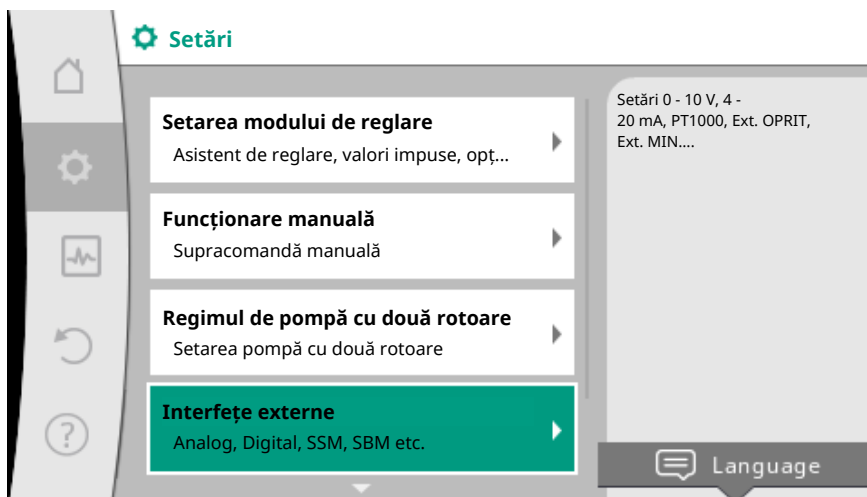 Setări
Setarea modului de reglare
Asistent de reglare, valori impuse, opț...
Funcționare manuală
Supracomandă manuală
Regimul de pompă cu două rotoare
Setarea pompă cu două rotoare
Interfețe externe
Analog, Digital, SSM, SBM etc.
Setări 0 - 10 V, 4 -
20 mA, PT1000, Ext. OPRIT,
Ext. MIN....
Language